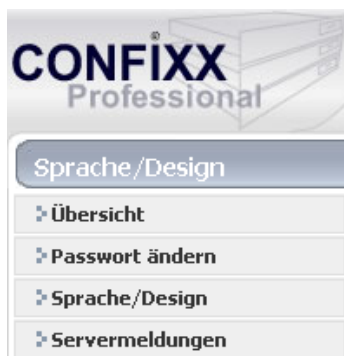 CONFIXX
Professional
Sprache/Design
Übersicht
Passwort ändern
Sprache/Design
Servermeldungen